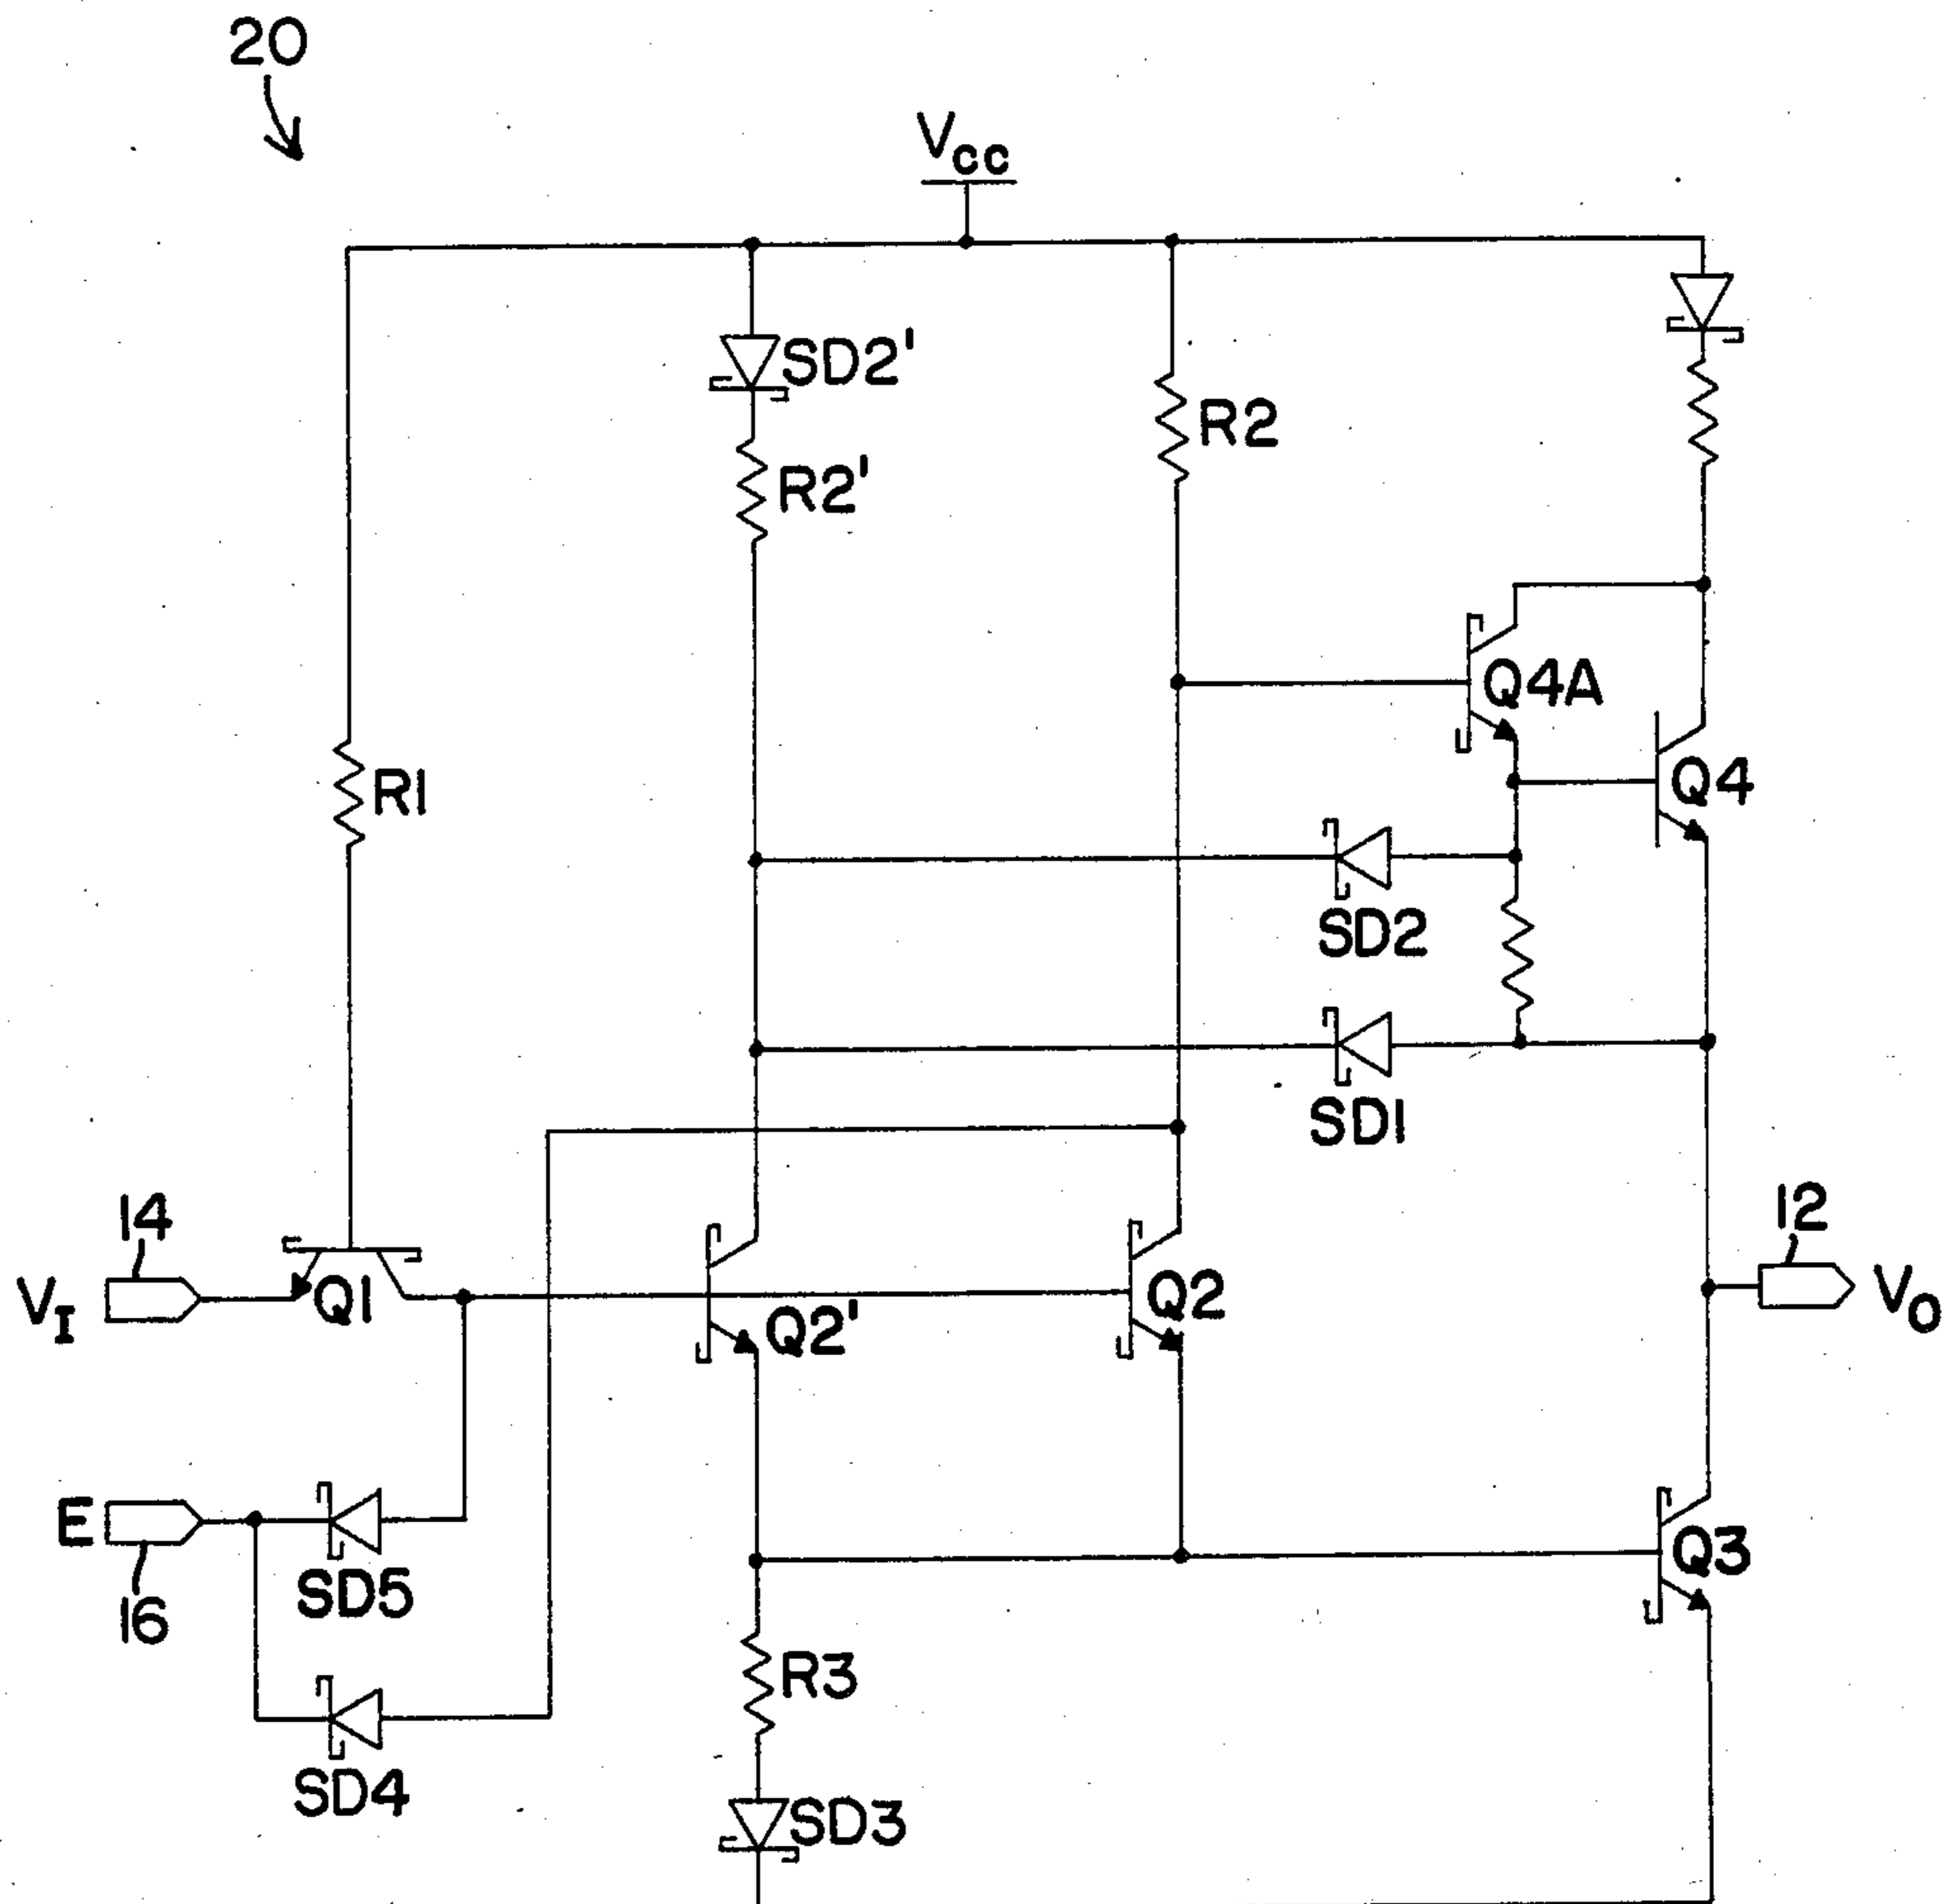 20
Vcc
SD2'
R2'
R2
Q4A
Q4
R1
SD2
SD1
14
VI
Q1
Q2'
Q2
12
VO
E
16
SD5
Q3
R3
SD4
SD3